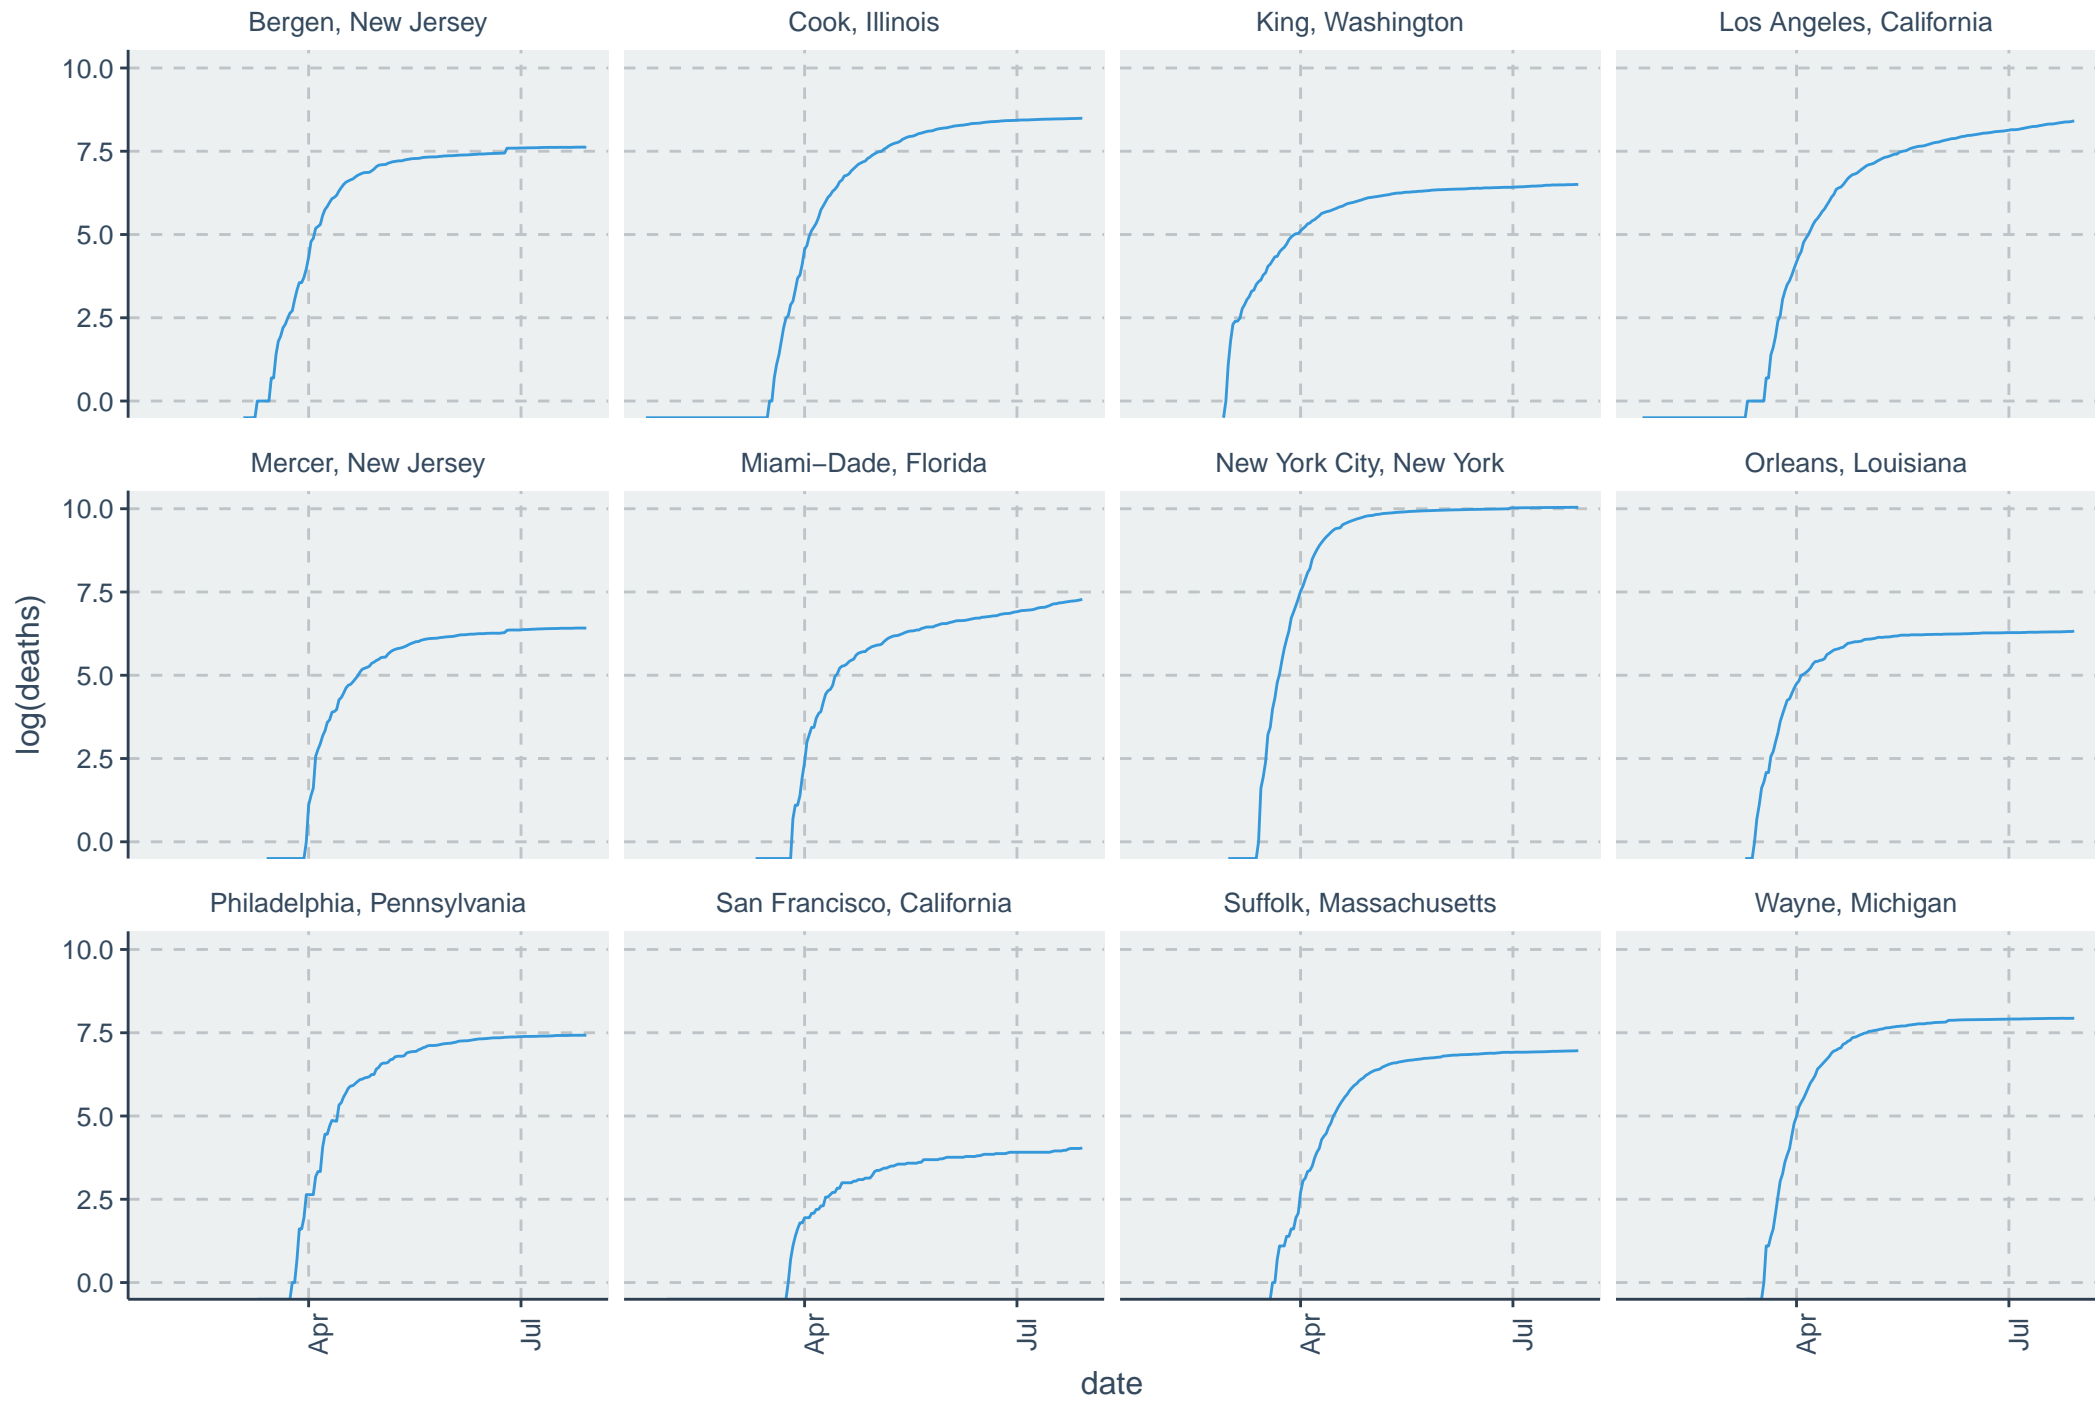 Bergen, New Jersey
Cook, Illinois
King, Washington
Los Angeles, California
10.0
7.5
5.0
2.5
0.0
Mercer, New Jersey
Miami−Dade, Florida
New York City, New York
Orleans, Louisiana
10.0
7.5
5.0
2.5
0.0
log(deaths)
Philadelphia, Pennsylvania
San Francisco, California
Suffolk, Massachusetts
Wayne, Michigan
10.0
7.5
5.0
2.5
0.0
Apr
Jul
Apr
Jul
Apr
Jul
Apr
Jul
date